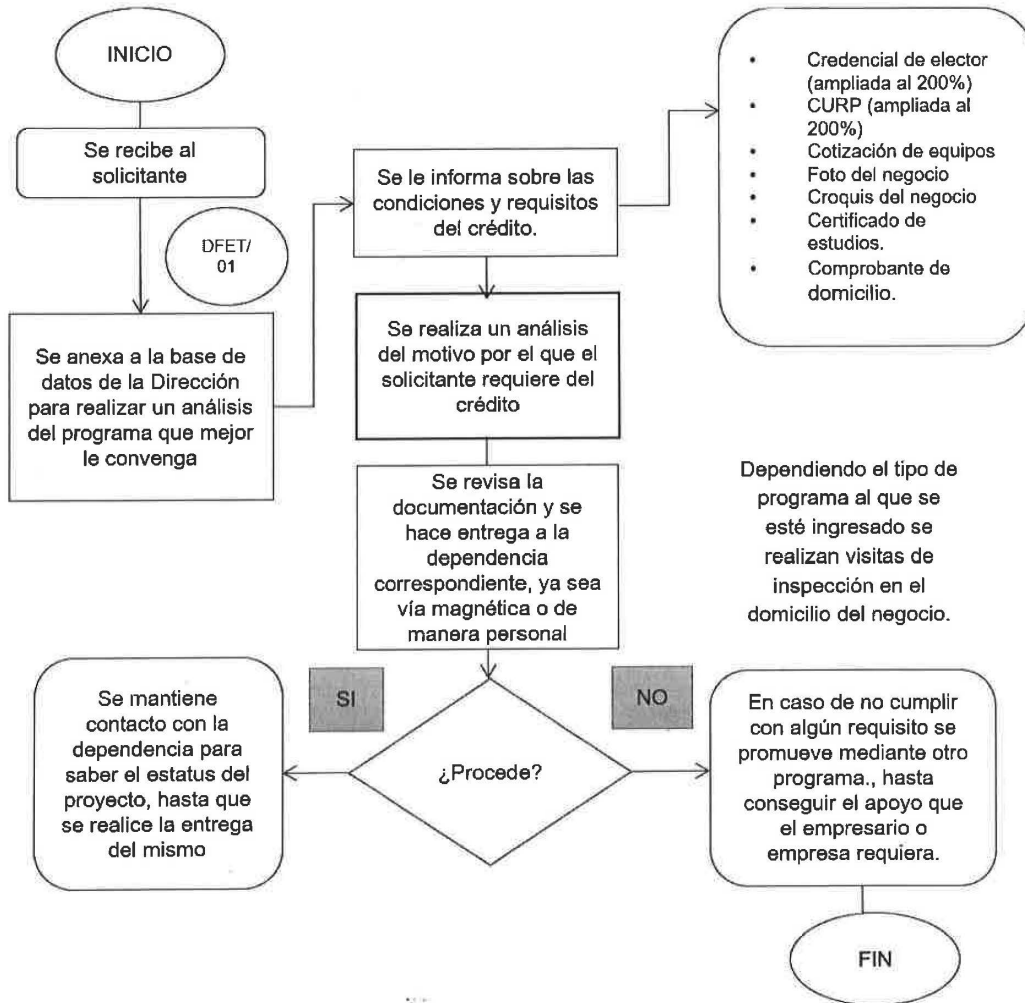 INICIO
Se recibe al
solicitante
DFET/
01
Se anexa a la base de
datos de la Dirección
para realizar un análisis
del programa que mejor
le convenga
Se le informa sobre las
condiciones y requisitos
del crédito.
• Credencial de elector
(ampliada al 200%)
• CURP (ampliada al
200%)
• Cotización de equipos
• Foto del negocio
• Croquis del negocio
• Certificado de
estudios.
• Comprobante de
domicilio.
Se realiza un análisis
del motivo por el que el
solicitante requiere del
crédito
Se revisa la
documentación y se
hace entrega a la
dependencia
correspondiente, ya sea
vía magnética o de
manera personal
Dependiendo el tipo de
programa al que se
esté ingresado se
realizan visitas de
inspección en el
domicilio del negocio.
¿Procede?
SI
Se mantiene
contacto con la
dependencia para
saber el estatus del
proyecto, hasta que
se realice la entrega
del mismo
NO
En caso de no cumplir
con algún requisito se
promueve mediante otro
programa., hasta
conseguir el apoyo que
el empresario o
empresa requiera.
FIN